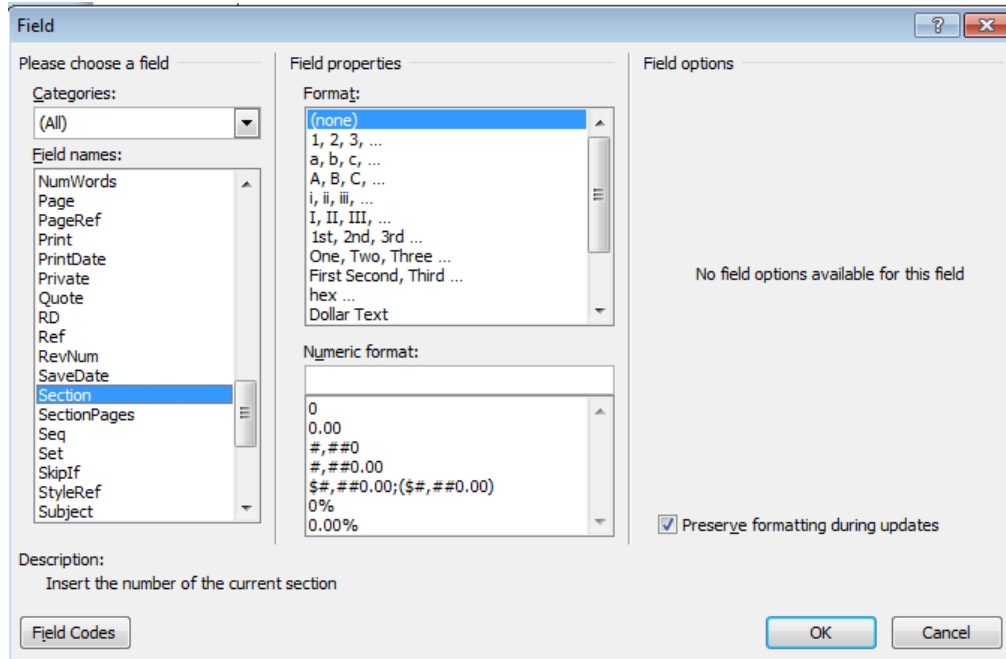 Field
Please choose a field
Categories:
(All)
Field names:
NumWords
Page
PageRef
Print
PrintDate
Private
Quote
RD
Ref
RevNum
SaveDate
Section
SectionPages
Seq
Set
SkipIf
StyleRef
Subject
Field properties
Format:
(none)
1, 2, 3, ...
a, b, c, ...
A, B, C, ...
i, ii, iii, ...
I, II, III, ...
1st, 2nd, 3rd ...
One, Two, Three ...
First Second, Third ...
hex ...
Dollar Text
Numeric format:
0
0.00
#,##0
#,##0.00
$#,##0.00;($#,##0.00)
0%
0.00%
Field options
No field options available for this field
Preserve formatting during updates
Description:
Insert the number of the current section
Field Codes
OK
Cancel